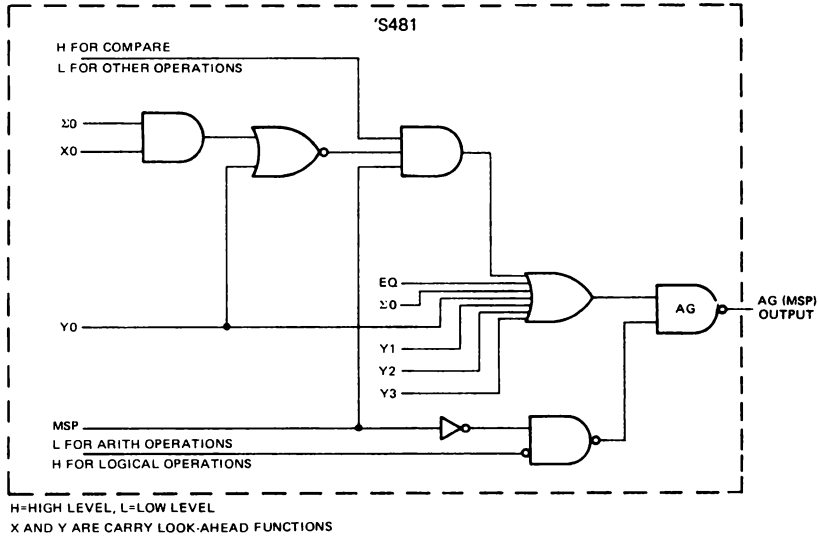 'S481
H FOR COMPARE
L FOR OTHER OPERATIONS
Σ0
X0
EQ
Σ0
Y0
AG
AG (MSP)
OUTPUT
Y1
Y2
Y3
MSP
L FOR ARITH OPERATIONS
H FOR LOGICAL OPERATIONS
H=HIGH LEVEL, L=LOW LEVEL
X AND Y ARE CARRY LOOK-AHEAD FUNCTIONS